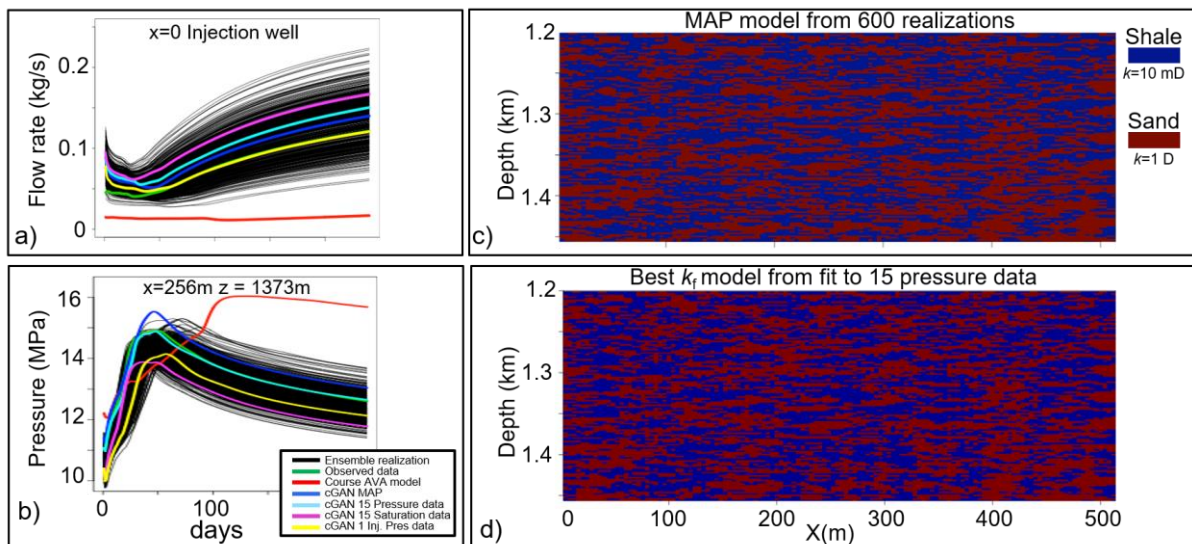 x=0 Injection well
0.2
0.1
0
Flow rate (kg/s)
a)
x=256m z = 1373m
16
14
12
10
Pressure (MPa)
0
50
100
150
days
b)
Ensemble realization
Observed data
Course AVA model
cGAN MAP
cGAN 15 Pressure data
cGAN 15 Saturation data
cGAN 1 Inj. Pres data
MAP model from 600 realizations
1.2
1.3
1.4
Depth (km)
c)
Shale
k=10 mD
Sand
k=1 D
Best kf model from fit to 15 pressure data
1.2
1.3
1.4
Depth (km)
d)
0
100
200
300
400
500
X(m)